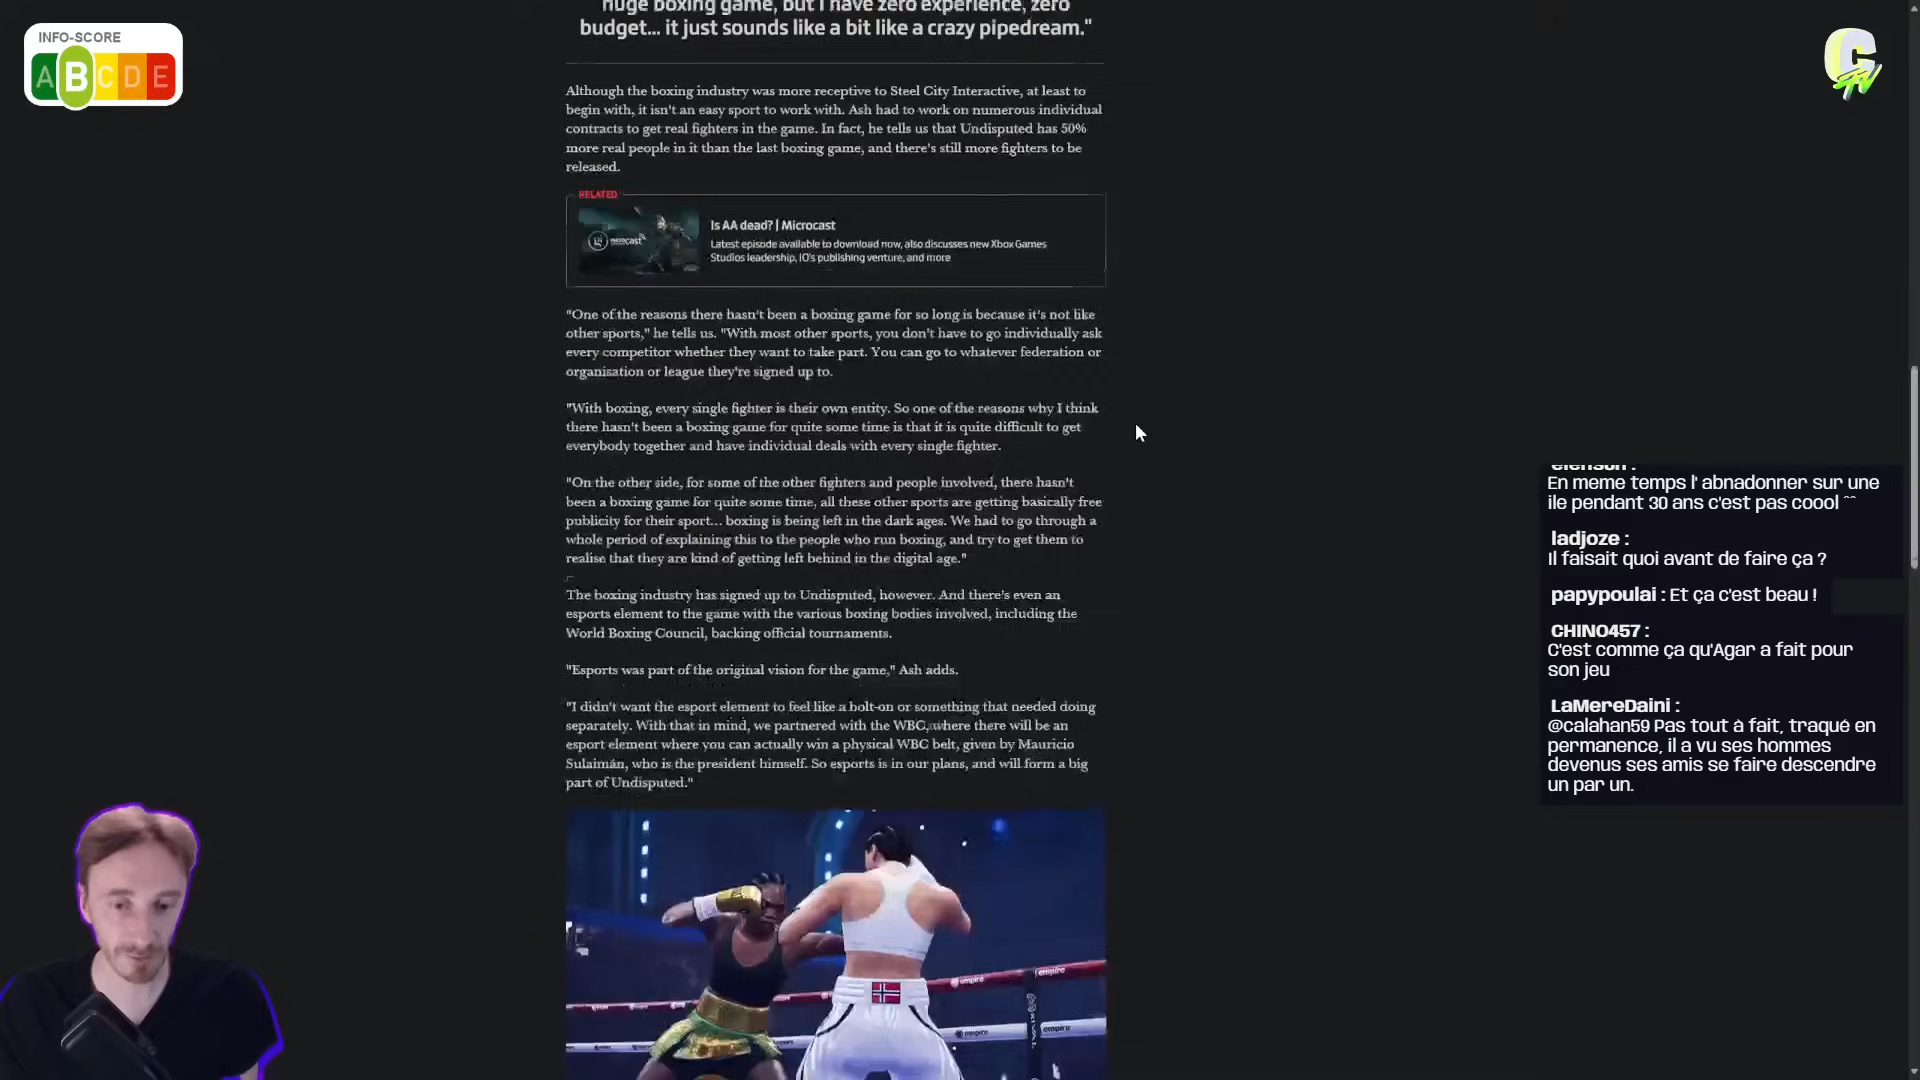 INFO-SCORE
A B C D E
huge boxing game, but I have zero experience, zero
budget... it just sounds like a bit like a crazy pipedream."
Although the boxing industry was more receptive to Steel City Interactive, at least to
begin with, it isn't an easy sport to work with. Ash had to work on numerous individual
contracts to get real fighters in the game. In fact, he tells us that Undisputed has 50%
more real people in it than the last boxing game, and there's still more fighters to be
released.
RELATED
Is AA dead? | Microcast
Latest episode available to download now, also discusses new Xbox Games
Studios leadership, IO's publishing venture, and more
"One of the reasons there hasn't been a boxing game for so long is because it's not like
other sports," he tells us. "With most other sports, you don't have to go individually ask
every competitor whether they want to take part. You can go to whatever federation or
organisation or league they're signed up to.
"With boxing, every single fighter is their own entity. So one of the reasons why I think
there hasn't been a boxing game for quite some time is that it is quite difficult to get
everybody together and have individual deals with every single fighter.
"On the other side, for some of the other fighters and people involved, there hasn't
been a boxing game for quite some time, all these other sports are getting basically free
publicity for their sport... boxing is being left in the dark ages. We had to go through a
whole period of explaining this to the people who run boxing, and try to get them to
realise that they are kind of getting left behind in the digital age."
The boxing industry has signed up to Undisputed, however. And there's even an
esports element to the game with the various boxing bodies involved, including the
World Boxing Council, backing official tournaments.
"Esports was part of the original vision for the game," Ash adds.
"I didn't want the esport element to feel like a bolt-on or something that needed doing
separately. With that in mind, we partnered with the WBC, where there will be an
esport element where you can actually win a physical WBC belt, given by Mauricio
Sulaimán, who is the president himself. So esports is in our plans, and will form a big
part of Undisputed."
empire
empire
empire
En meme temps l' abnadonner sur une
ile pendant 30 ans c'est pas coool ^^
ladjoze :
Il faisait quoi avant de faire ça ?
papypoulai : Et ça c'est beau !
CHINO457 :
C'est comme ça qu'Agar a fait pour
son jeu
LaMereDaini :
@calahan59 Pas tout à fait, traqué en
permanence, il a vu ses hommes
devenus ses amis se faire descendre
un par un.